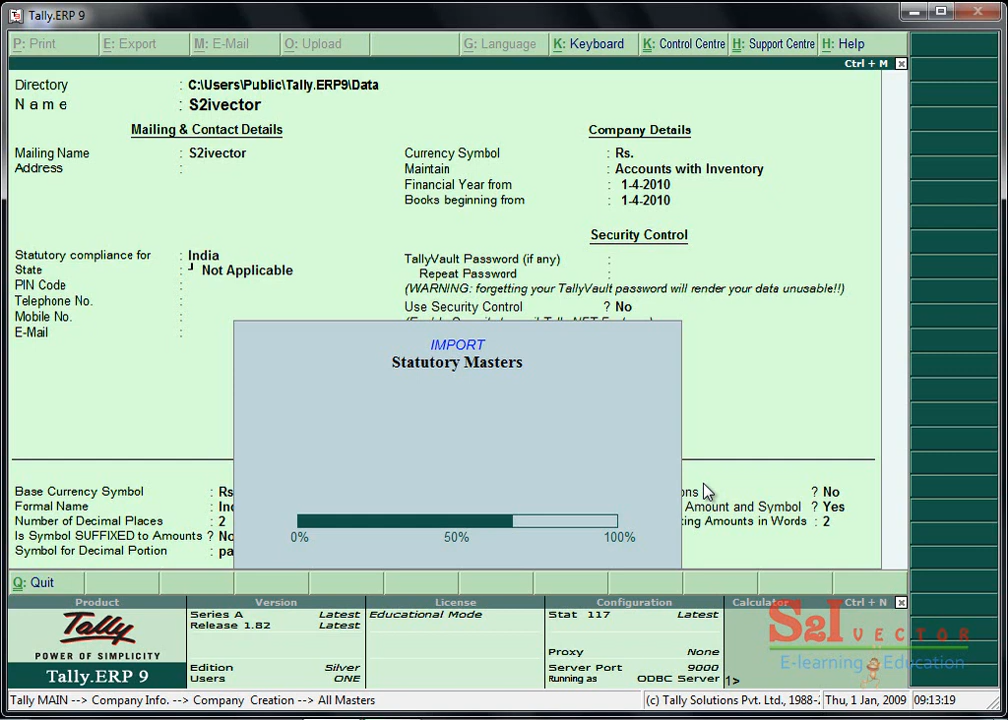 Tally.ERP 9
P: Print E: Export M: E-Mail O: Upload G: Language K: Keyboard K: Control Centre H: Support Centre H: Help
Ctrl + M
Directory : C:\Users\Public\Tally.ERP9\Data
Name : S2ivector
Mailing & Contact Details
Company Details
Mailing Name : S2ivector
Currency Symbol : Rs.
Address :
Maintain : Accounts with Inventory
Financial Year from : 1-4-2010
Books beginning from : 1-4-2010
Security Control
Statutory compliance for : India
TallyVault Password (if any) :
State : Not Applicable
Repeat Password :
PIN Code :
(WARNING: forgetting your TallyVault password will render your data unusable!!)
Telephone No. :
Use Security Control ? No
Mobile No. :
E-Mail :
IMPORT
Statutory Masters
0% 50% 100%
Base Currency Symbol : Rs
ons ? No
Formal Name : In
Amount and Symbol ? Yes
Number of Decimal Places : 2
ing Amounts in Words : 2
Is Symbol SUFFIXED to Amounts ? No
Symbol for Decimal Portion : pa
Q: Quit
Product Version License Configuration Calculator Ctrl + N
Tally
POWER OF SIMPLICITY
Tally.ERP 9
Series A Latest
Release 1.82 Latest
Edition Silver
Users ONE
Educational Mode
Stat 117 Latest
Proxy None
Server Port 9000
Running as ODBC Server
1>
S2I VECTOR
E-learning Education
Tally MAIN --> Company Info. --> Company Creation --> All Masters
(c) Tally Solutions Pvt. Ltd., 1988-2 Thu, 1 Jan, 2009 09:13:19